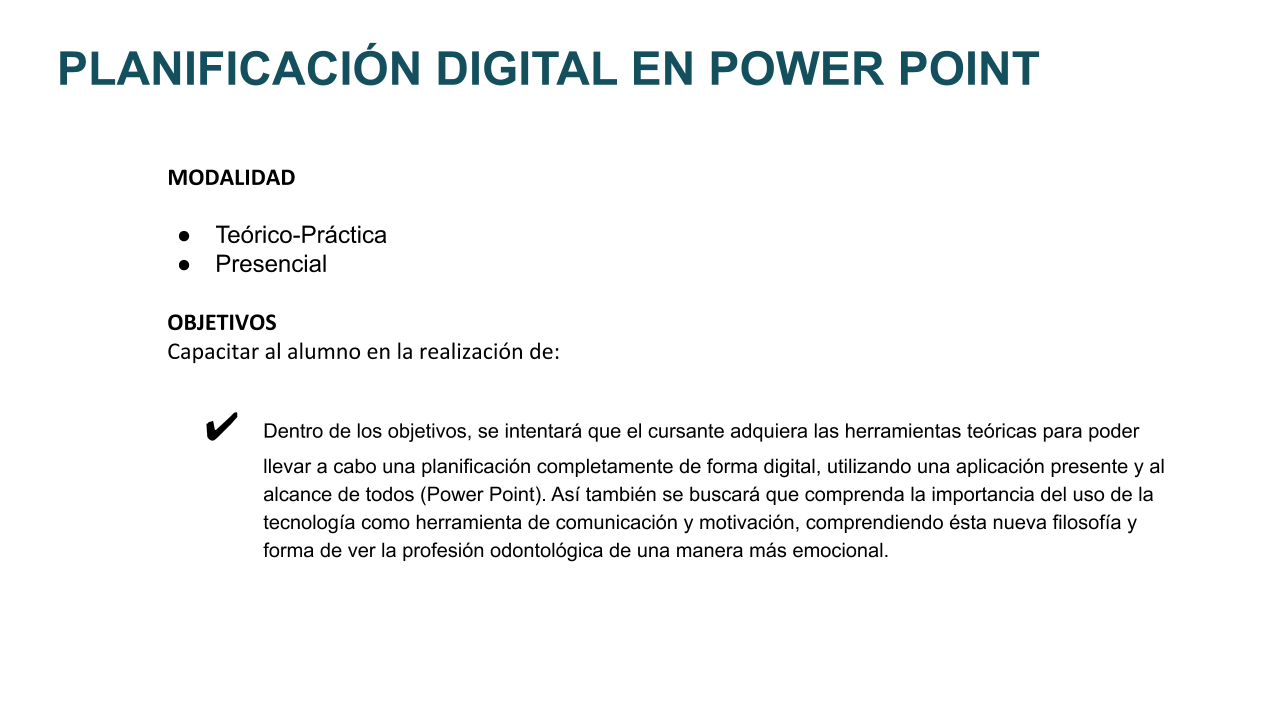 PLANIFICACIÓN DIGITAL EN POWER POINT
MODALIDAD
● Teórico-Práctica
● Presencial
OBJETIVOS
Capacitar al alumno en la realización de:
✔ Dentro de los objetivos, se intentará que el cursante adquiera las herramientas teóricas para poder
llevar a cabo una planificación completamente de forma digital, utilizando una aplicación presente y al
alcance de todos (Power Point). Así también se buscará que comprenda la importancia del uso de la
tecnología como herramienta de comunicación y motivación, comprendiendo ésta nueva filosofía y
forma de ver la profesión odontológica de una manera más emocional.